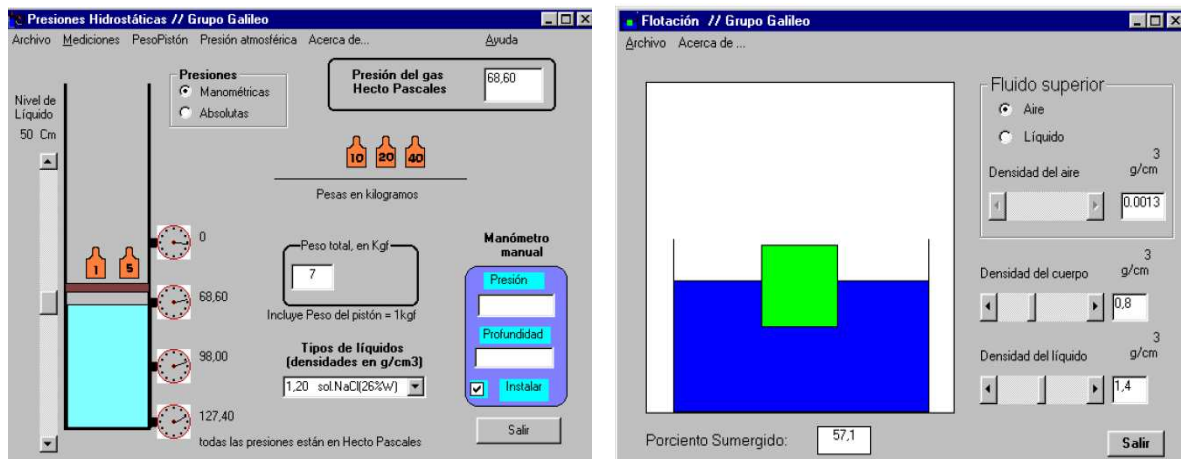 Presiones Hidrostáticas // Grupo Galileo
Archivo Mediciones PesoPistón Presión atmosférica Acerca de... Ayuda
Presiones
Manométricas
Absolutas
Presión del gas
Hecto Pascales
68,60
Nivel de
Líquido
50 Cm
10 20 40
Pesas en kilogramos
0
1 5
Peso total, en Kgf
7
Incluye Peso del pistón = 1kgf
68,60
Manómetro
manual
Presión
Profundidad
Instalar
98,00
Tipos de líquidos
(densidades en g/cm3)
1,20 sol.NaCl(26%W)
127,40
todas las presiones están en Hecto Pascales
Salir
Flotación // Grupo Galileo
Archivo Acerca de ...
Fluido superior
Aire
Líquido
3
Densidad del aire g/cm
0.0013
3
Densidad del cuerpo g/cm
0,8
3
Densidad del líquido g/cm
1,4
Porciento Sumergido: 57,1
Salir